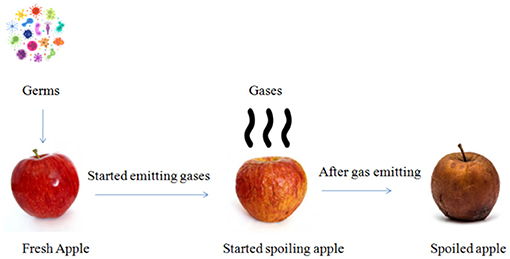 Germs
Gases
Started emitting gases
After gas emitting
Fresh Apple
Started spoiling apple
Spoiled apple